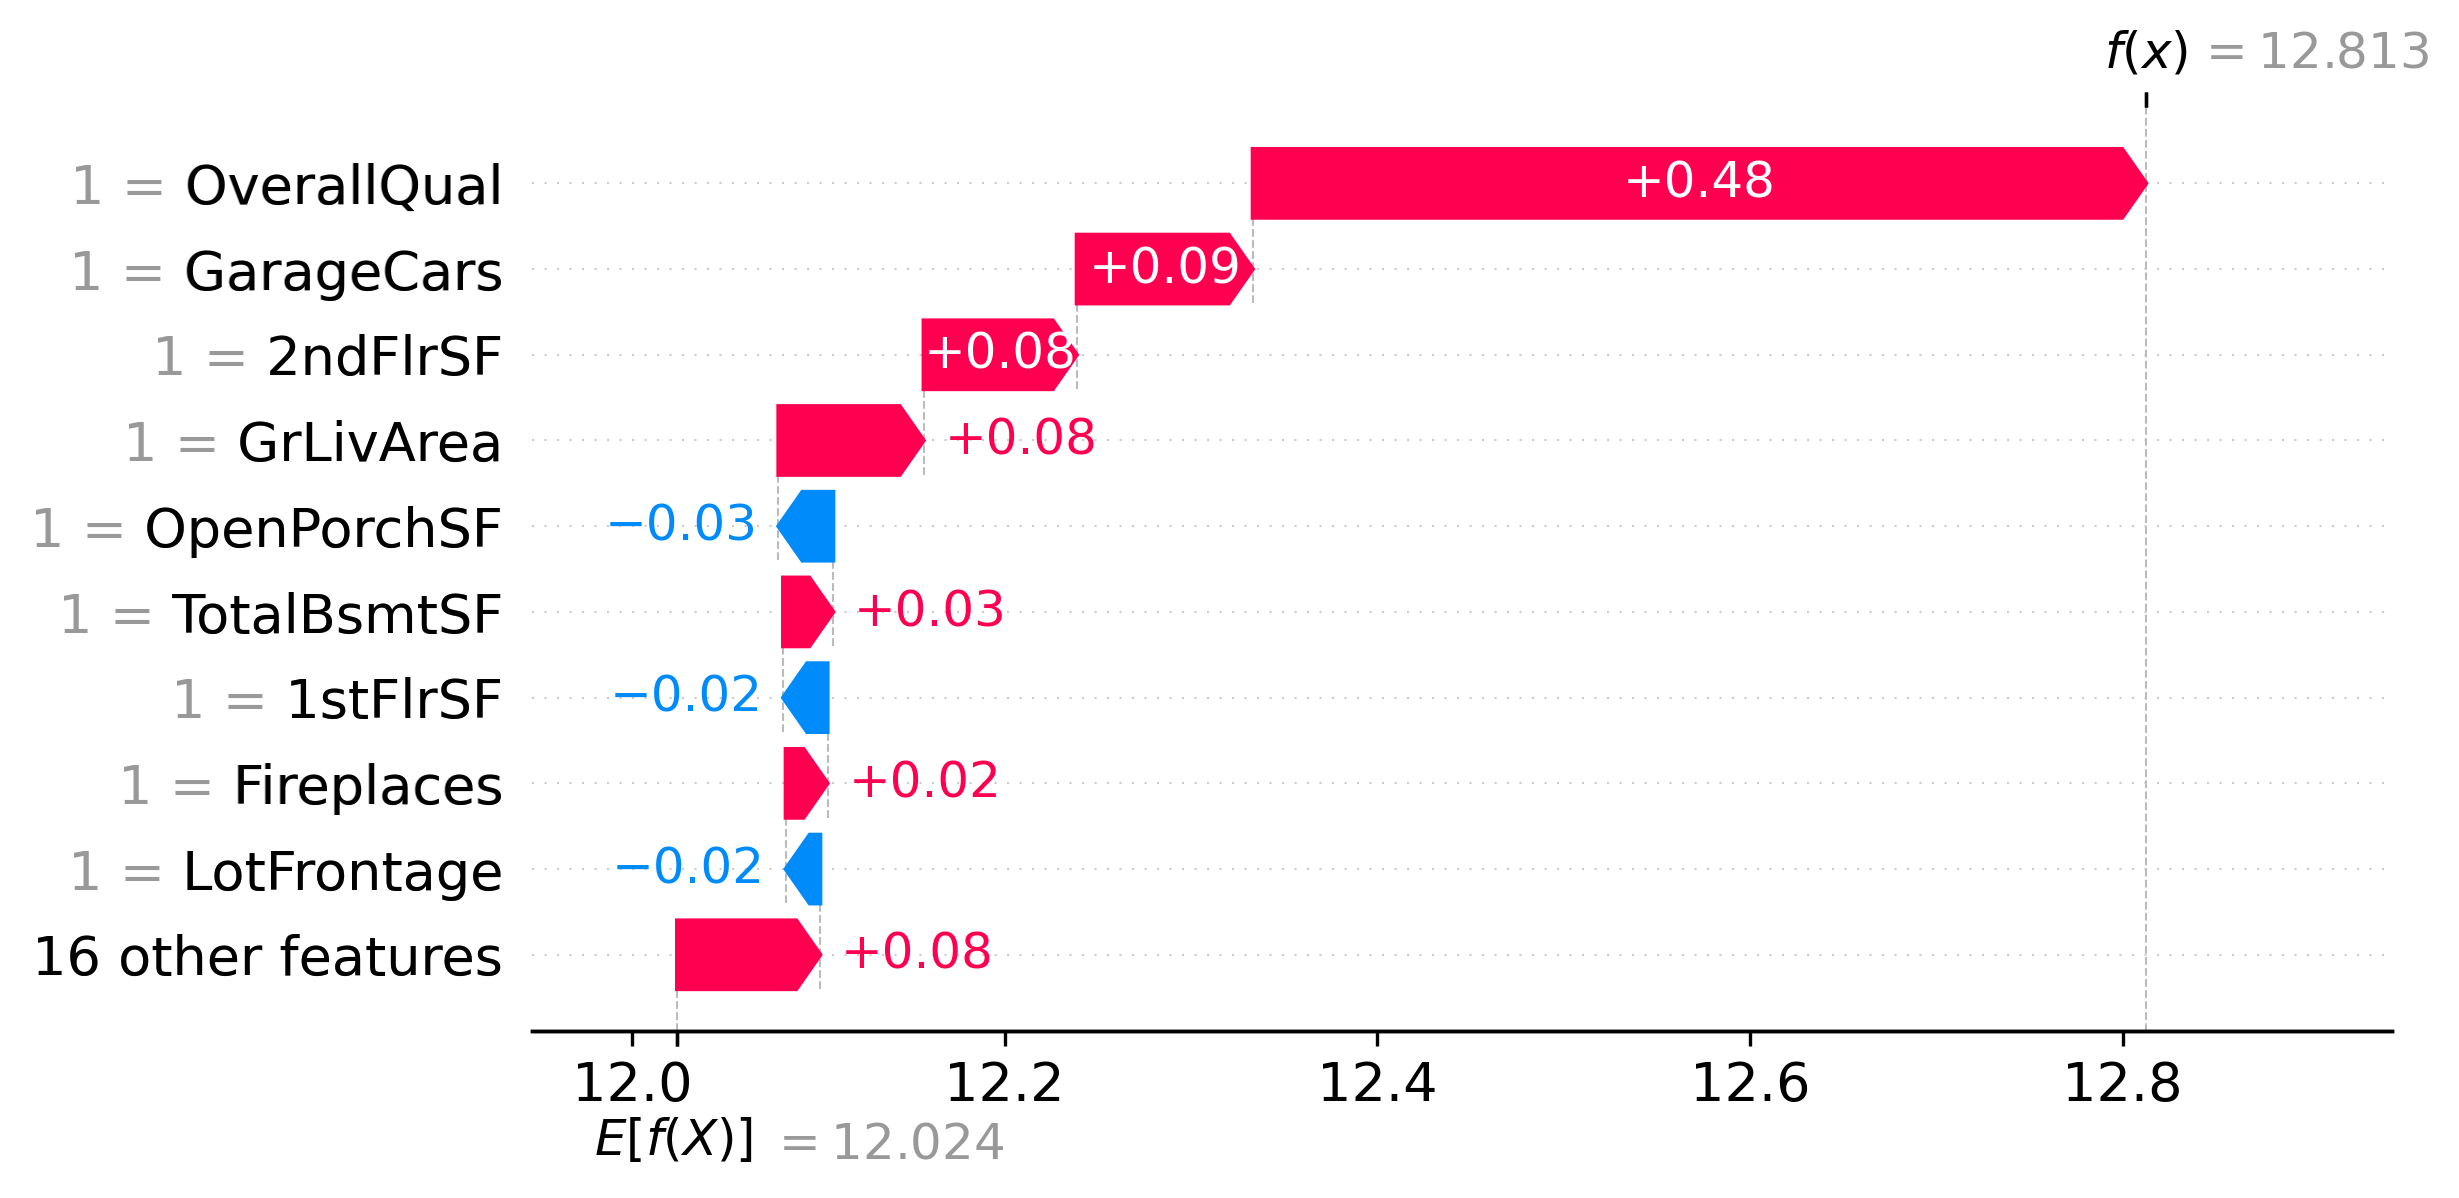 f(x) = 12.813
1 = OverallQual +0.48
1 = GarageCars +0.09
1 = 2ndFlrSF +0.08
1 = GrLivArea +0.08
1 = OpenPorchSF −0.03
1 = TotalBsmtSF +0.03
1 = 1stFlrSF −0.02
1 = Fireplaces +0.02
1 = LotFrontage −0.02
16 other features +0.08
12.0 12.2 12.4 12.6 12.8
E[f(X)] = 12.024